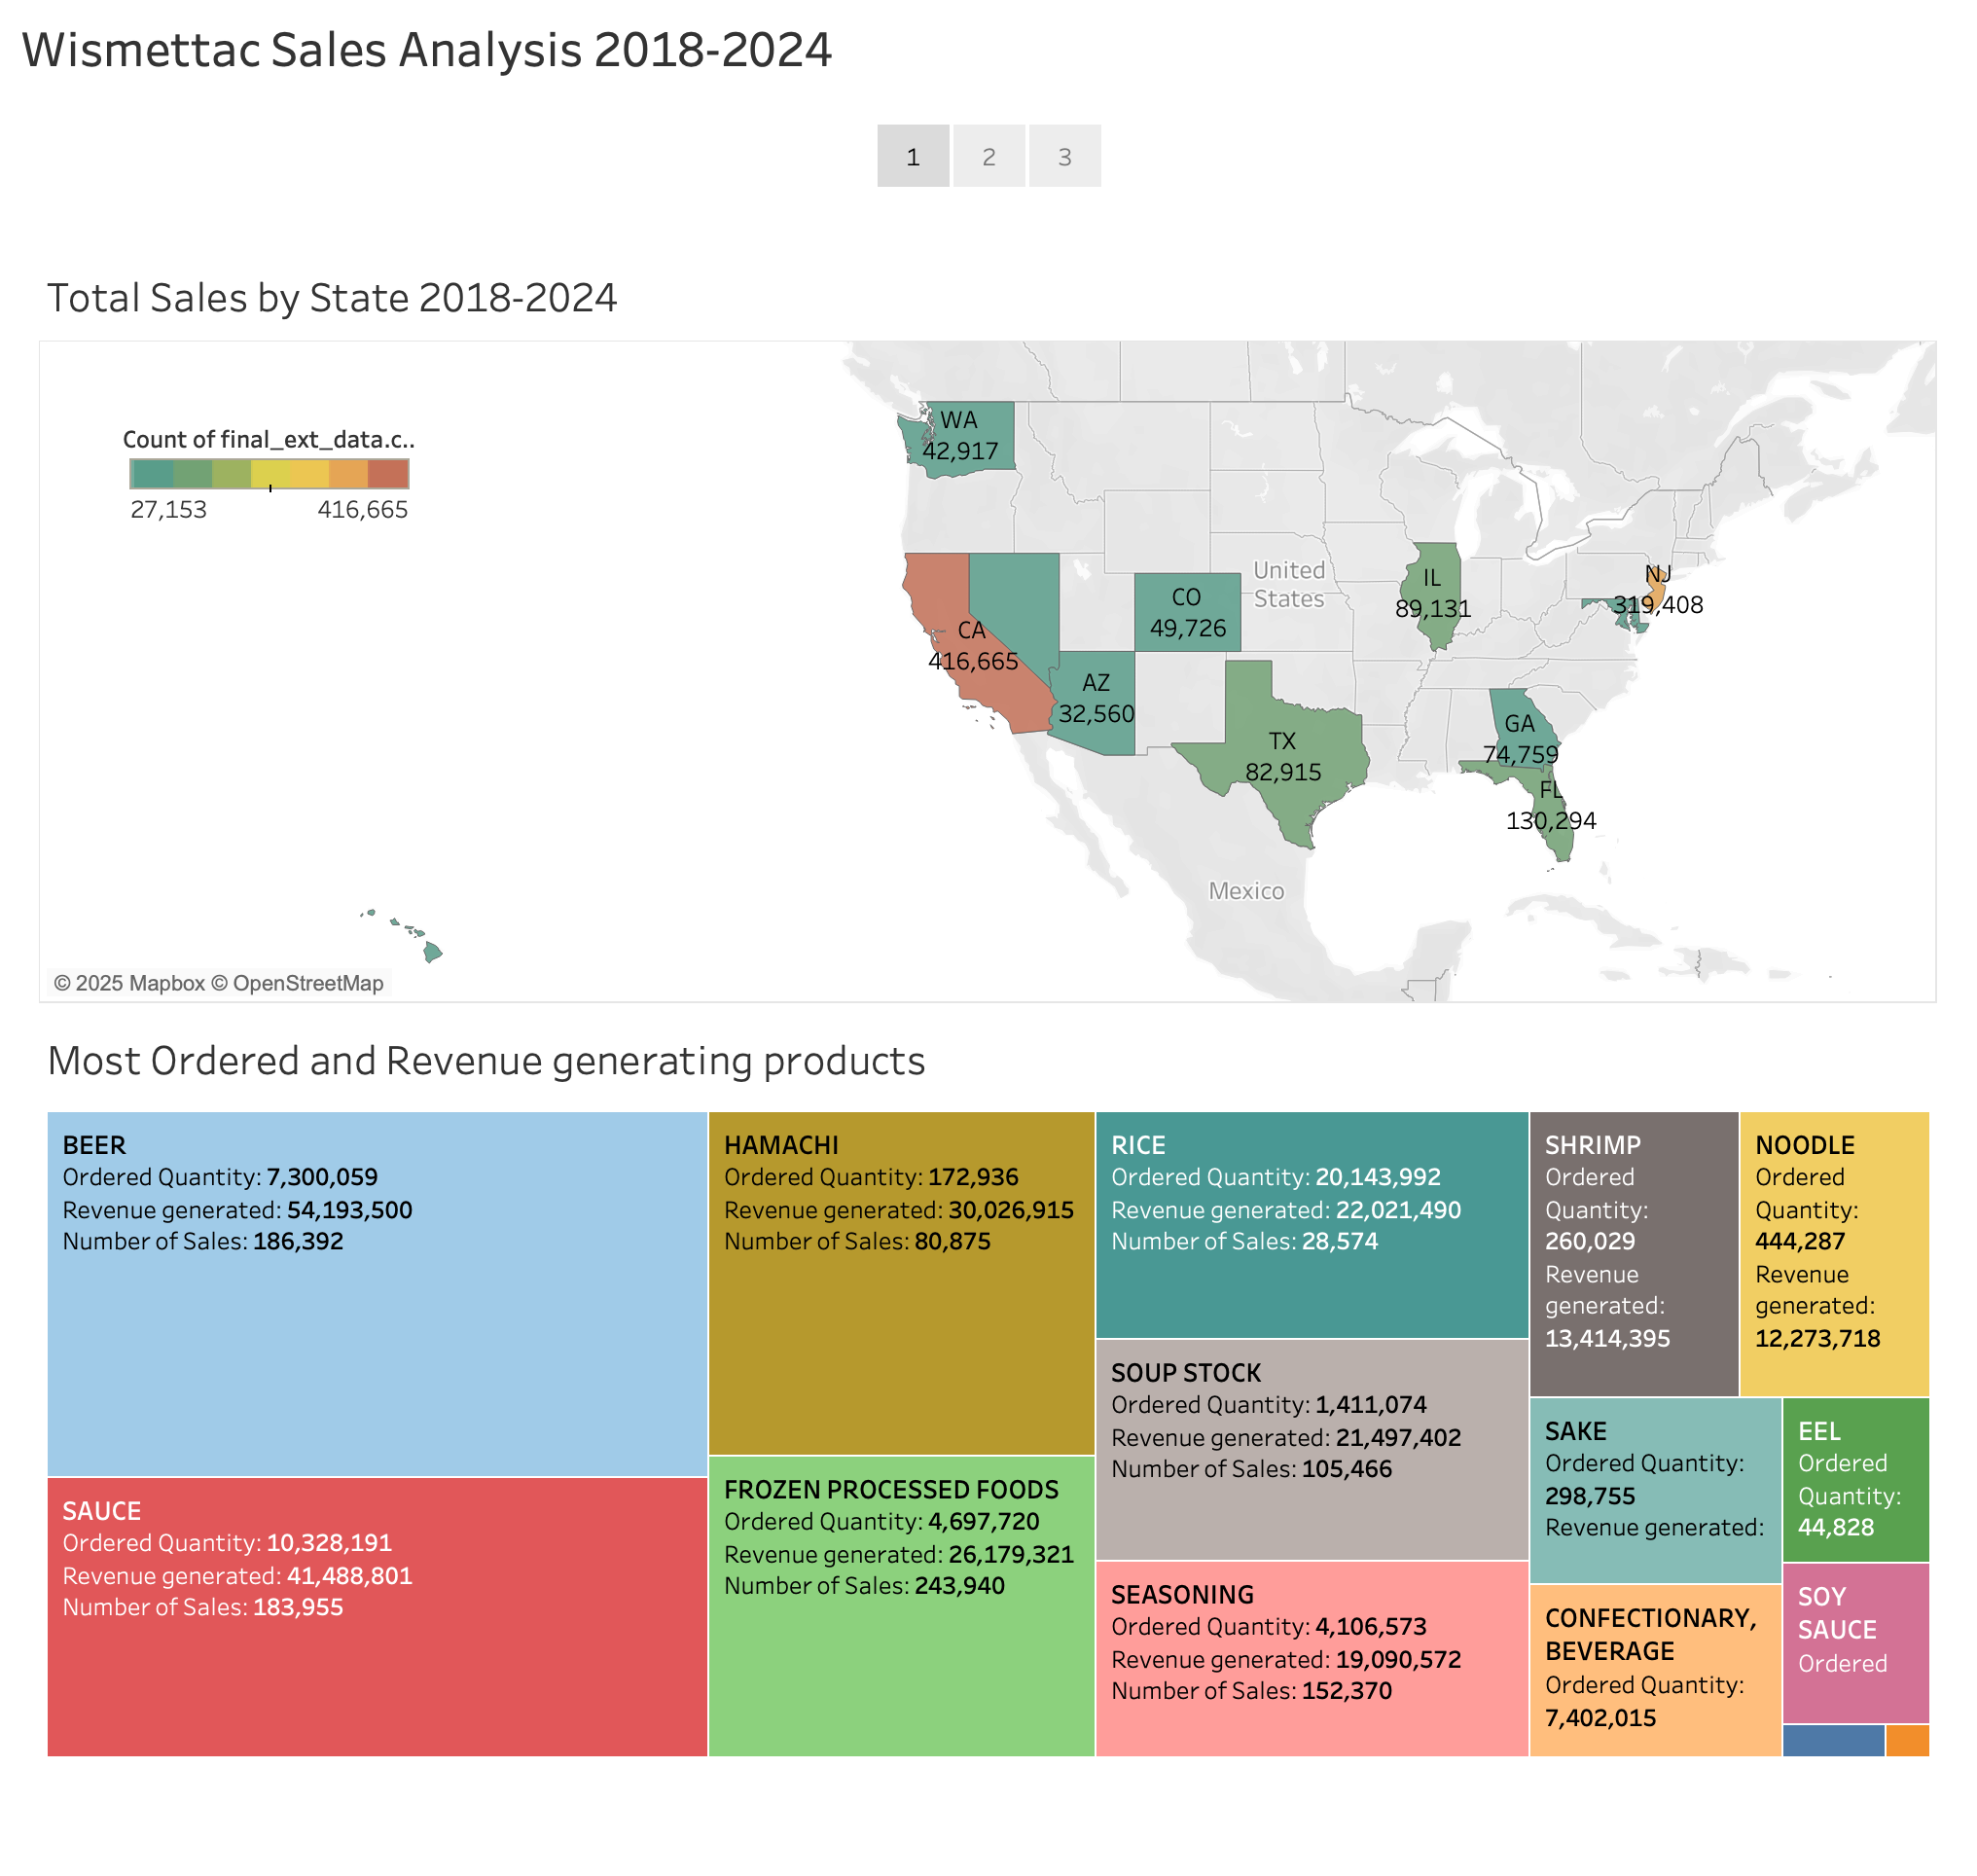 Wismettac Sales Analysis 2018-2024
1 2 3
Total Sales by State 2018-2024
Count of final_ext_data.c..
27,153 416,665
WA
42,917
CA
416,665
CO
49,726
AZ
32,560
United
States
IL
89,131
NJ
319,408
TX
82,915
GA
74,759
FL
130,294
Mexico
© 2025 Mapbox © OpenStreetMap
Most Ordered and Revenue generating products
BEER
Ordered Quantity: 7,300,059
Revenue generated: 54,193,500
Number of Sales: 186,392
SAUCE
Ordered Quantity: 10,328,191
Revenue generated: 41,488,801
Number of Sales: 183,955
HAMACHI
Ordered Quantity: 172,936
Revenue generated: 30,026,915
Number of Sales: 80,875
FROZEN PROCESSED FOODS
Ordered Quantity: 4,697,720
Revenue generated: 26,179,321
Number of Sales: 243,940
RICE
Ordered Quantity: 20,143,992
Revenue generated: 22,021,490
Number of Sales: 28,574
SOUP STOCK
Ordered Quantity: 1,411,074
Revenue generated: 21,497,402
Number of Sales: 105,466
SEASONING
Ordered Quantity: 4,106,573
Revenue generated: 19,090,572
Number of Sales: 152,370
SHRIMP
Ordered
Quantity:
260,029
Revenue
generated:
13,414,395
NOODLE
Ordered
Quantity:
444,287
Revenue
generated:
12,273,718
SAKE
Ordered Quantity:
298,755
Revenue generated:
EEL
Ordered
Quantity:
44,828
CONFECTIONARY,
BEVERAGE
Ordered Quantity:
7,402,015
SOY
SAUCE
Ordered